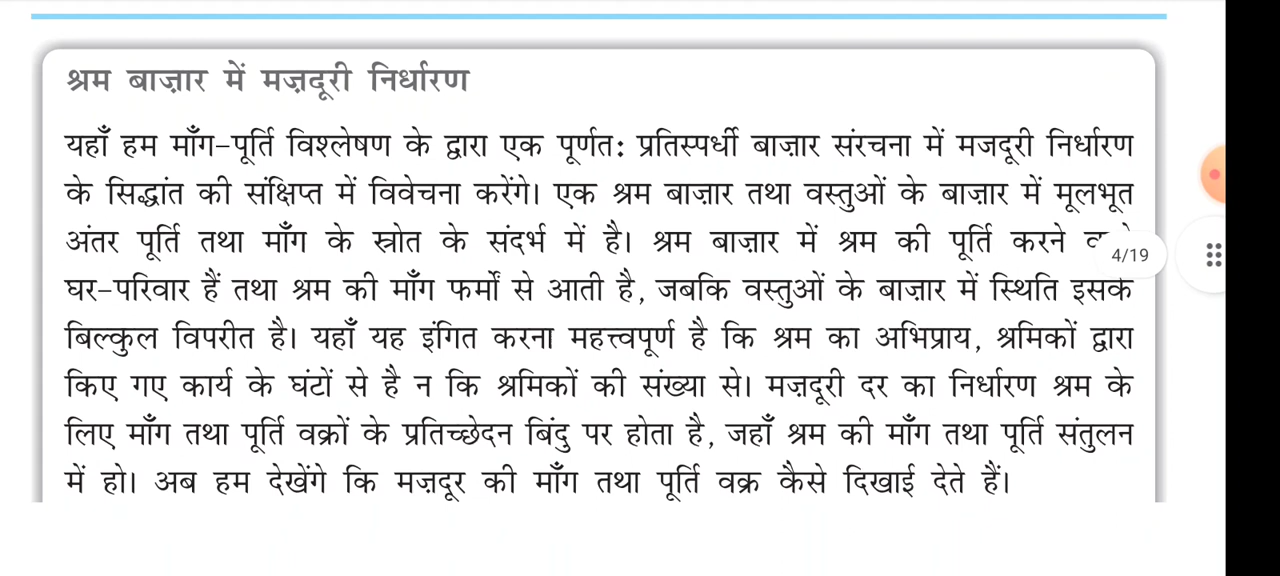 श्रम बाज़ार में मज़दूरी निर्धारण
यहाँ हम माँग-पूर्ति विश्लेषण के द्वारा एक पूर्णत: प्रतिस्पर्धी बाज़ार संरचना में मजदूरी निर्धारण
के सिद्धांत की संक्षिप्त में विवेचना करेंगे। एक श्रम बाज़ार तथा वस्तुओं के बाज़ार में मूलभूत
अंतर पूर्ति तथा माँग के स्त्रोत के संदर्भ में है। श्रम बाज़ार में श्रम की पूर्ति करने
4/19
घर-परिवार हैं तथा श्रम की माँग फर्मों से आती है, जबकि वस्तुओं के बाज़ार में स्थिति इसके
बिल्कुल विपरीत है। यहाँ यह इंगित करना महत्त्वपूर्ण है कि श्रम का अभिप्राय, श्रमिकों द्वारा
किए गए कार्य के घंटों से है न कि श्रमिकों की संख्या से। मज़दूरी दर का निर्धारण श्रम के
लिए माँग तथा पूर्ति वक्रों के प्रतिच्छेदन बिंदु पर होता है, जहाँ श्रम की माँग तथा पूर्ति संतुलन
में हो। अब हम देखेंगे कि मज़दूर की माँग तथा पूर्ति वक्र कैसे दिखाई देते हैं।